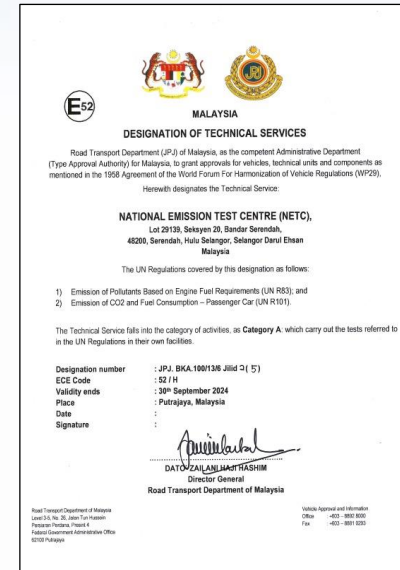 E52
JPJ
MALAYSIA
DESIGNATION OF TECHNICAL SERVICES
Road Transport Department (JPJ) of Malaysia, as the competent Administrative Department
(Type Approval Authority) for Malaysia, to grant approvals for vehicles, technical units and components as
mentioned in the 1958 Agreement of the World Forum For Harmonization of Vehicle Regulations (WP29),
Herewith designates the Technical Service:
NATIONAL EMISSION TEST CENTRE (NETC),
Lot 29139, Seksyen 20, Bandar Serendah,
48200, Serendah, Hulu Selangor, Selangor Darul Ehsan
Malaysia
The UN Regulations covered by this designation as follows:
1) Emission of Pollutants Based on Engine Fuel Requirements (UN R83); and
2) Emission of CO2 and Fuel Consumption – Passenger Car (UN R101).
The Technical Service falls into the category of activities, as Category A: which carry out the tests referred to
in the UN Regulations in their own facilities.
Designation number : JPJ. BKA.100/13/6 Jilid 2( 5)
ECE Code : 52 / H
Validity ends : 30th September 2024
Place : Putrajaya, Malaysia
Date :
Signature :
DATO' ZAILANI HAJI HASHIM
Director General
Road Transport Department of Malaysia
Road Transport Department of Malaysia
Level 3-5, No. 26, Jalan Tun Hussein
Persiaran Perdana, Presint 4
Federal Government Administrative Office
62100 Putrajaya
Vehicle Approval and Information
Office : +603 – 8892 8000
Fax : +603 – 8881 0293